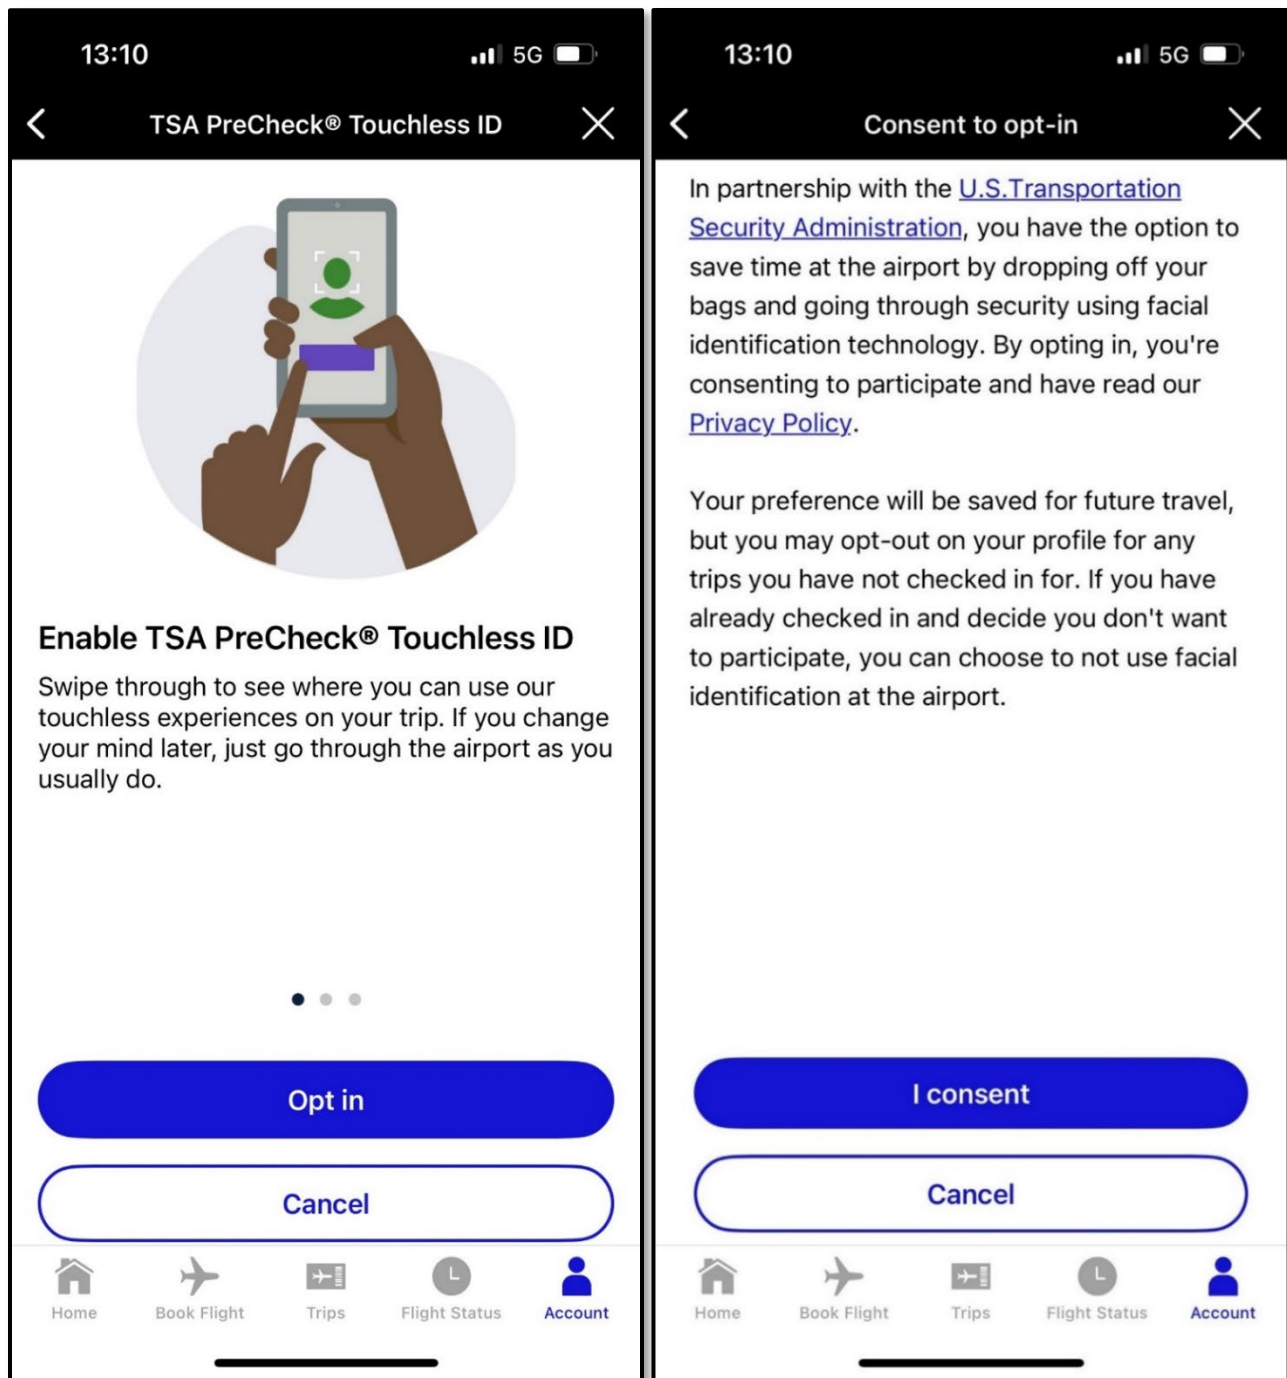 13:10
5G
TSA PreCheck® Touchless ID
Enable TSA PreCheck® Touchless ID
Swipe through to see where you can use our
touchless experiences on your trip. If you change
your mind later, just go through the airport as you
usually do.
Opt in
Cancel
Home
Book Flight
Trips
Flight Status
Account
13:10
5G
Consent to opt-in
In partnership with the U.S.Transportation
Security Administration, you have the option to
save time at the airport by dropping off your
bags and going through security using facial
identification technology. By opting in, you're
consenting to participate and have read our
Privacy Policy.
Your preference will be saved for future travel,
but you may opt-out on your profile for any
trips you have not checked in for. If you have
already checked in and decide you don't want
to participate, you can choose to not use facial
identification at the airport.
I consent
Cancel
Home
Book Flight
Trips
Flight Status
Account